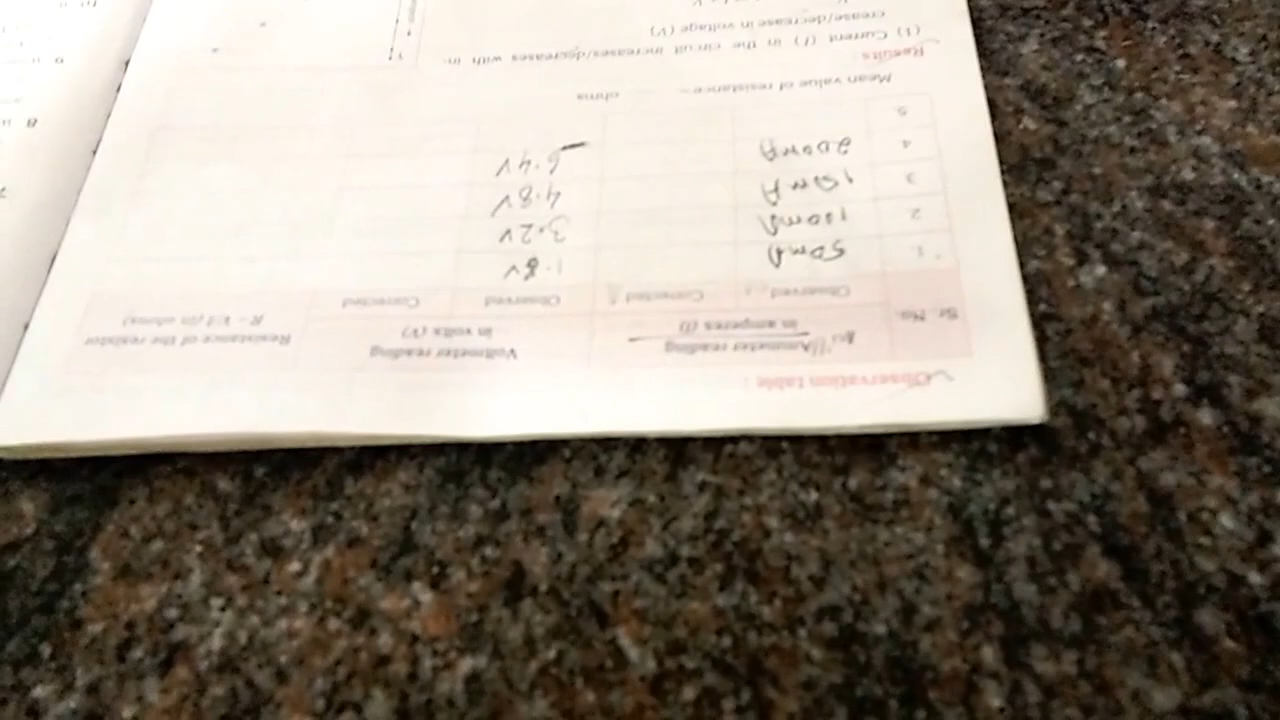 Observation table :
Sr. No. Ammeter reading in amperes (I) Voltmeter reading in volts (V) Resistance of the resistor R = V/I (in ohms)
Observed Corrected Observed Corrected
1 50mA 1.8V
2 100mA 3.2V
3 4.8V
4 200mA 6.4V
5
Mean value of resistance = ohms
Results
(1) Current (I) in the circuit increases/decreases with in-
crease/decrease in voltage (V)